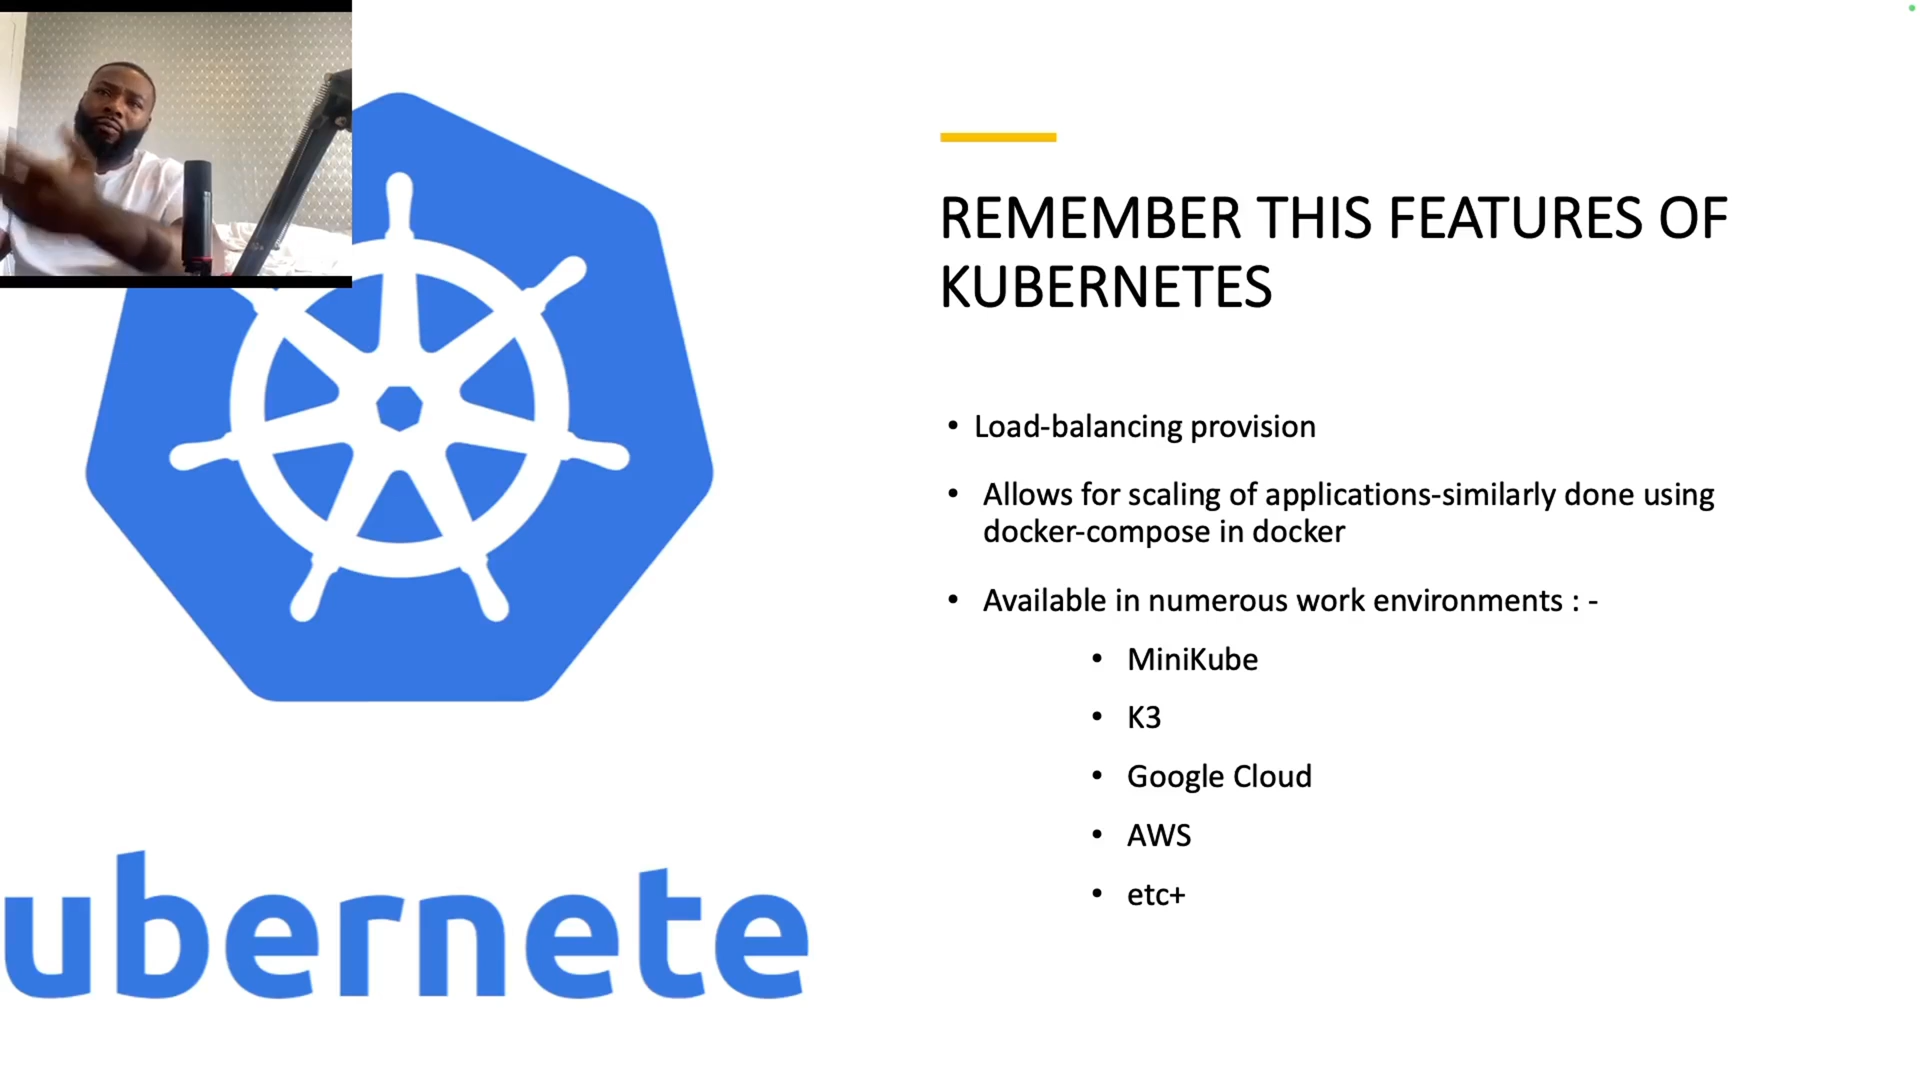 REMEMBER THIS FEATURES OF
KUBERNETES
• Load-balancing provision
• Allows for scaling of applications-similarly done using
docker-compose in docker
• Available in numerous work environments : -
• MiniKube
• K3
• Google Cloud
• AWS
• etc+
ubernete